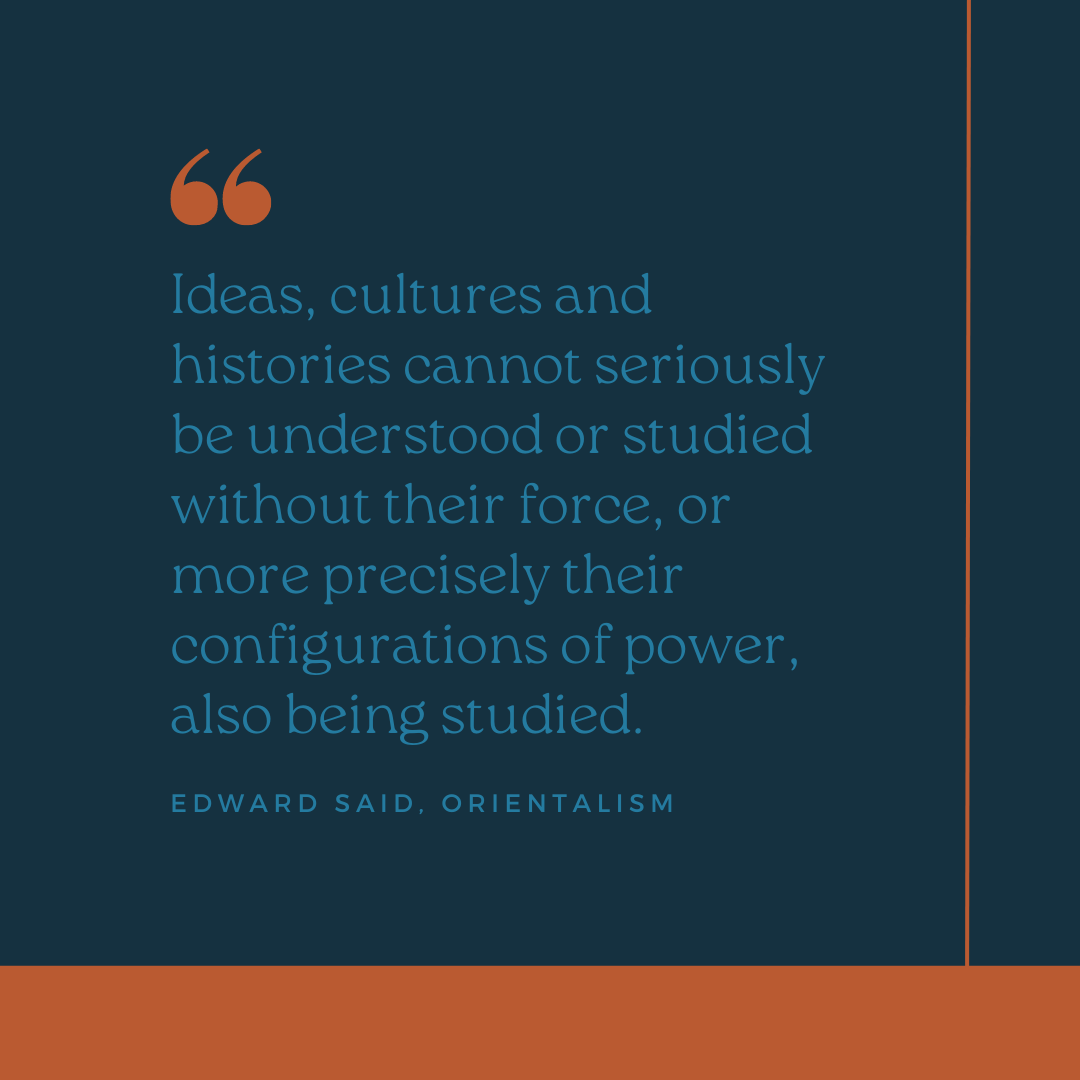 “
Ideas, cultures and
histories cannot seriously
be understood or studied
without their force, or
more precisely their
configurations of power,
also being studied.
EDWARD SAID, ORIENTALISM